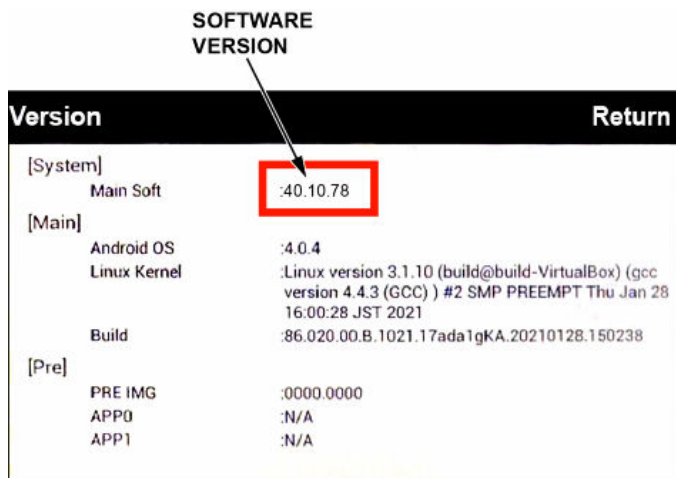 SOFTWARE
VERSION
Version Return
[System]
Main Soft :40.10.78
[Main]
Android OS :4.0.4
Linux Kernel :Linux version 3.1.10 (build@build-VirtualBox) (gcc
version 4.4.3 (GCC) ) #2 SMP PREEMPT Thu Jan 28
16:00:28 JST 2021
Build :86.020.00.B.1021.17ada1gKA.20210128.150238
[Pre]
PRE IMG :0000.0000
APP0 :N/A
APP1 :N/A